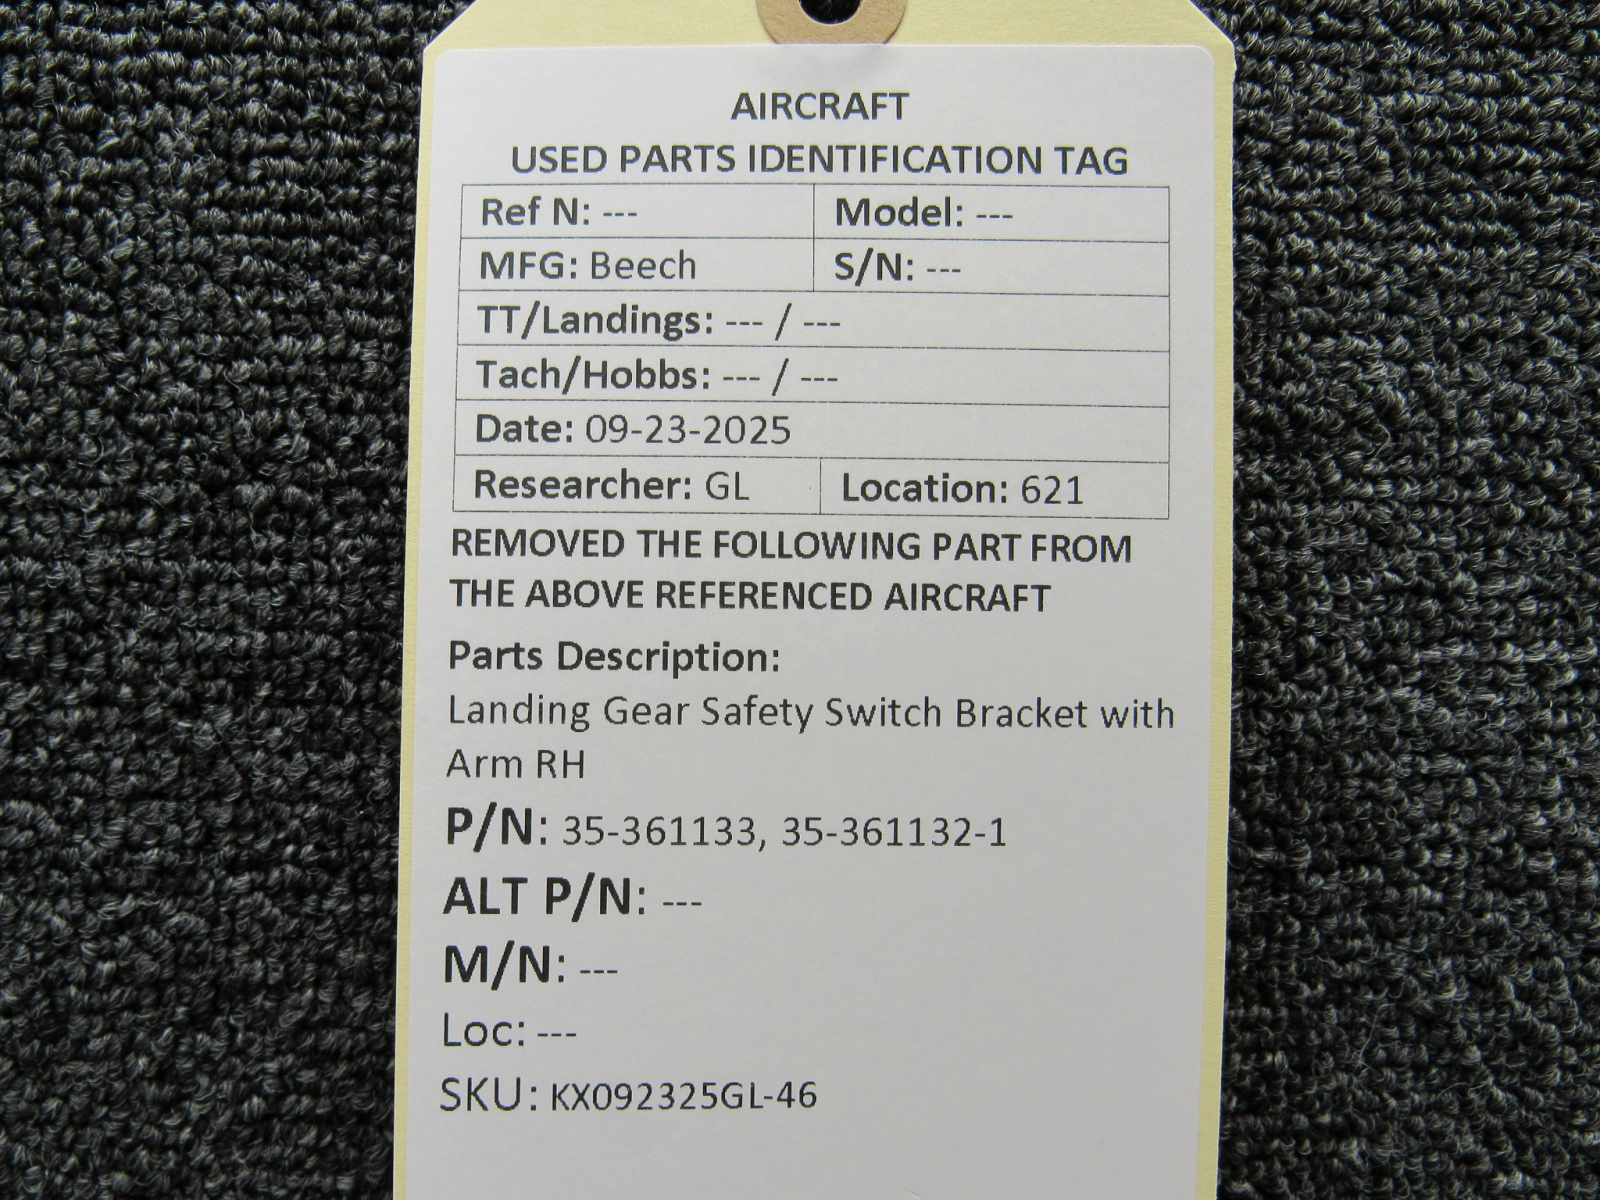 AIRCRAFT
USED PARTS IDENTIFICATION TAG
Ref N: --- Model: ---
MFG: Beech S/N: ---
TT/Landings: --- / ---
Tach/Hobbs: --- / ---
Date: 09-23-2025
Researcher: GL Location: 621
REMOVED THE FOLLOWING PART FROM
THE ABOVE REFERENCED AIRCRAFT
Parts Description:
Landing Gear Safety Switch Bracket with
Arm RH
P/N: 35-361133, 35-361132-1
ALT P/N: ---
M/N: ---
Loc: ---
SKU: KX092325GL-46